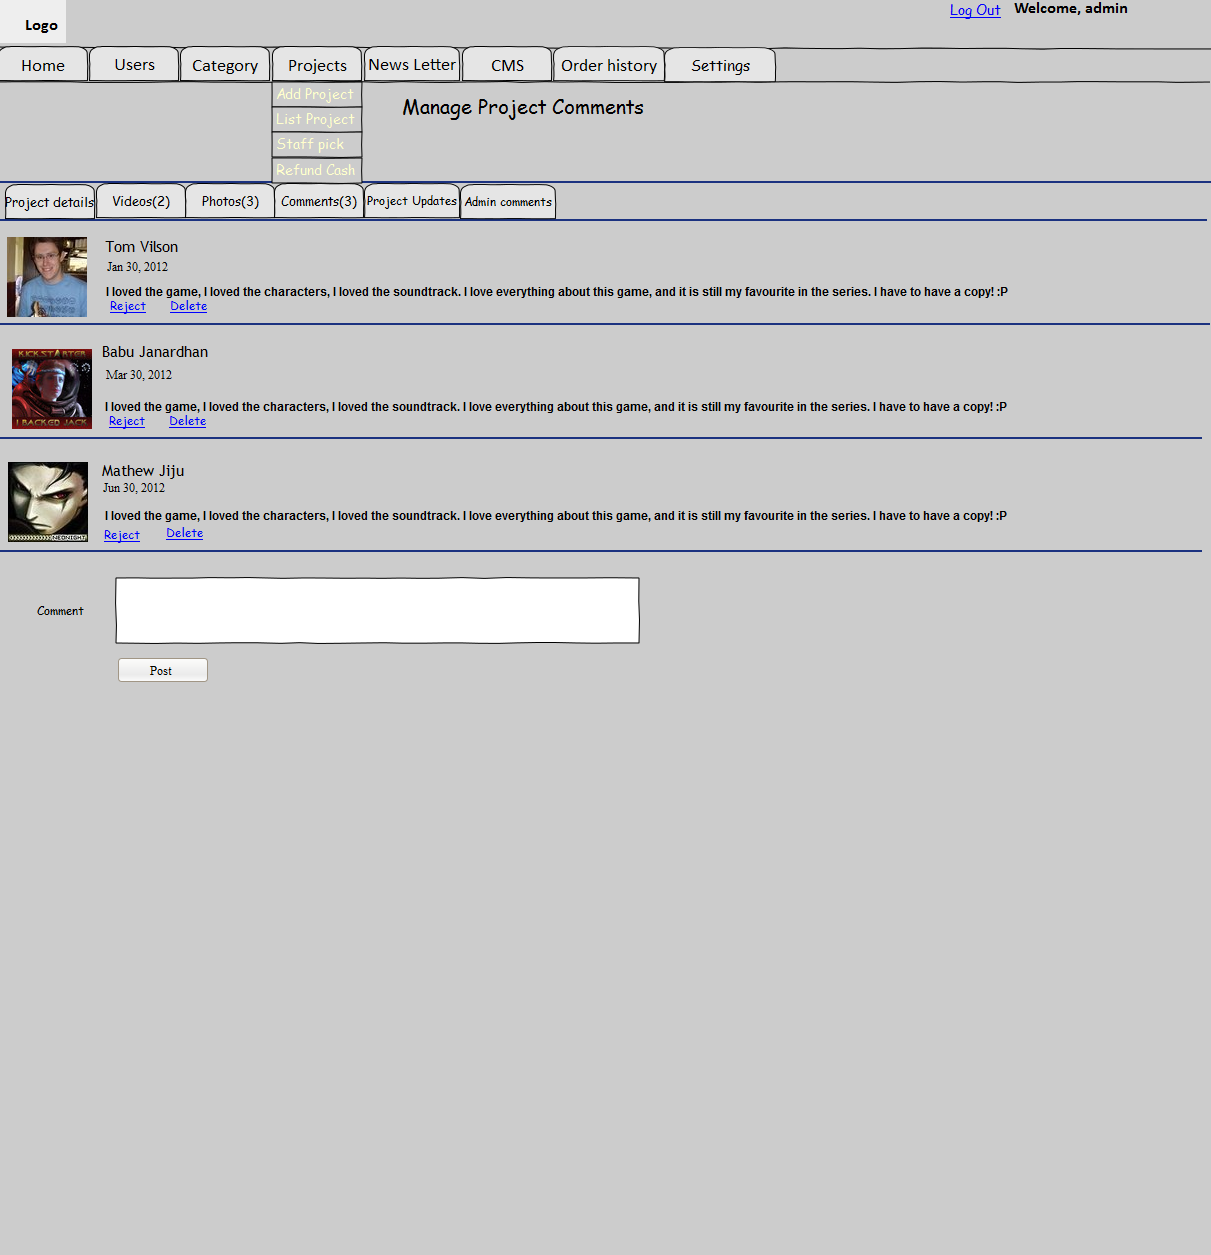 Logo
Log Out Welcome, admin
Home Users Category Projects News Letter CMS Order history Settings
Add Project
List Project
Staff pick
Refund Cash
Manage Project Comments
Project details Videos(2) Photos(3) Comments(3) Project Updates Admin comments
Tom Vilson
Jan 30, 2012
I loved the game, I loved the characters, I loved the soundtrack. I love everything about this game, and it is still my favourite in the series. I have to have a copy! :P
Reject Delete
KICKSTARTER
I BACKED JACK
Babu Janardhan
Mar 30, 2012
I loved the game, I loved the characters, I loved the soundtrack. I love everything about this game, and it is still my favourite in the series. I have to have a copy! :P
Reject Delete
Mathew Jiju
Jun 30, 2012
I loved the game, I loved the characters, I loved the soundtrack. I love everything about this game, and it is still my favourite in the series. I have to have a copy! :P
Reject Delete
Comment
Post